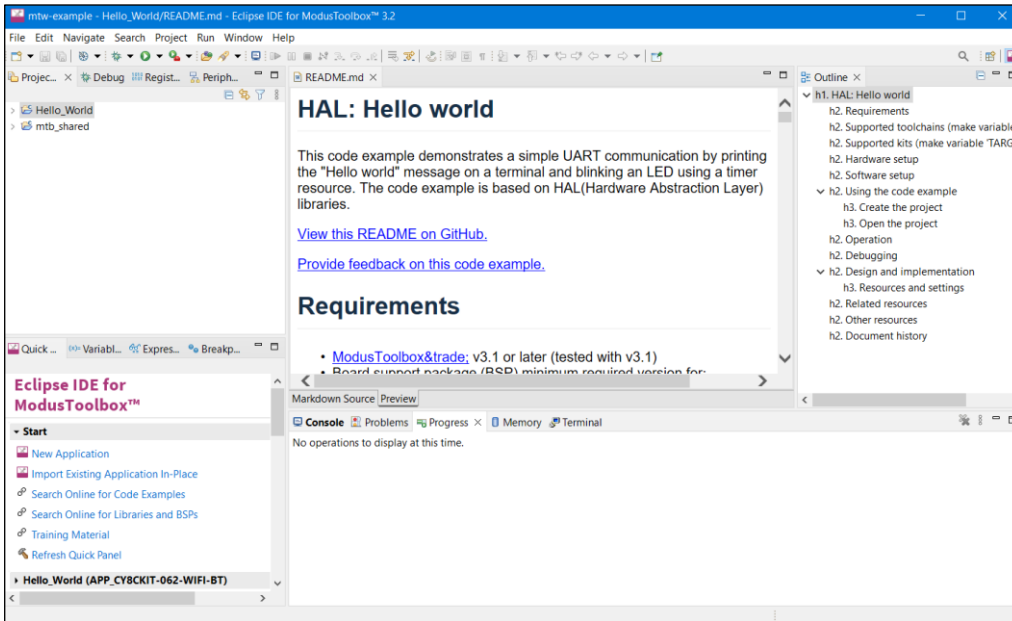 mtw-example - Hello_World/README.md - Eclipse IDE for ModusToolbox™ 3.2
File Edit Navigate Search Project Run Window Help
Projec... Debug Regist... Periph...
Hello_World
mtb_shared
README.md
HAL: Hello world
This code example demonstrates a simple UART communication by printing
the "Hello world" message on a terminal and blinking an LED using a timer
resource. The code example is based on HAL(Hardware Abstraction Layer)
libraries.
View this README on GitHub.
Provide feedback on this code example.
Requirements
• ModusToolbox&trade; v3.1 or later (tested with v3.1)
• Board support package (BSP) minimum required version for:
Markdown Source Preview
Outline
h1. HAL: Hello world
h2. Requirements
h2. Supported toolchains (make variable
h2. Supported kits (make variable 'TARG
h2. Hardware setup
h2. Software setup
h2. Using the code example
h3. Create the project
h3. Open the project
h2. Operation
h2. Debugging
h2. Design and implementation
h3. Resources and settings
h2. Related resources
h2. Other resources
h2. Document history
Quick ... (x)= Variabl... Expres... Breakp...
Eclipse IDE for
ModusToolbox™
Start
New Application
Import Existing Application In-Place
Search Online for Code Examples
Search Online for Libraries and BSPs
Training Material
Refresh Quick Panel
Hello_World (APP_CY8CKIT-062-WIFI-BT)
Console Problems Progress Memory Terminal
No operations to display at this time.